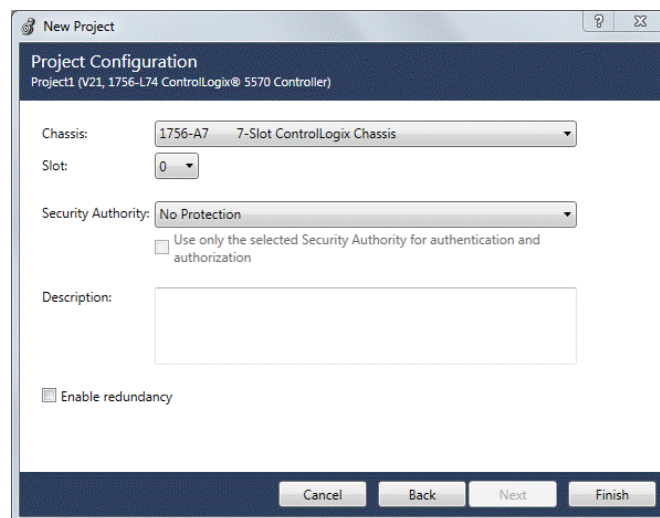 New Project
Project Configuration
Project1 (V21, 1756-L74 ControlLogix® 5570 Controller)
Chassis: 1756-A7 7-Slot ControlLogix Chassis
Slot: 0
Security Authority: No Protection
Use only the selected Security Authority for authentication and
authorization
Description:
Enable redundancy
Cancel Back Next Finish